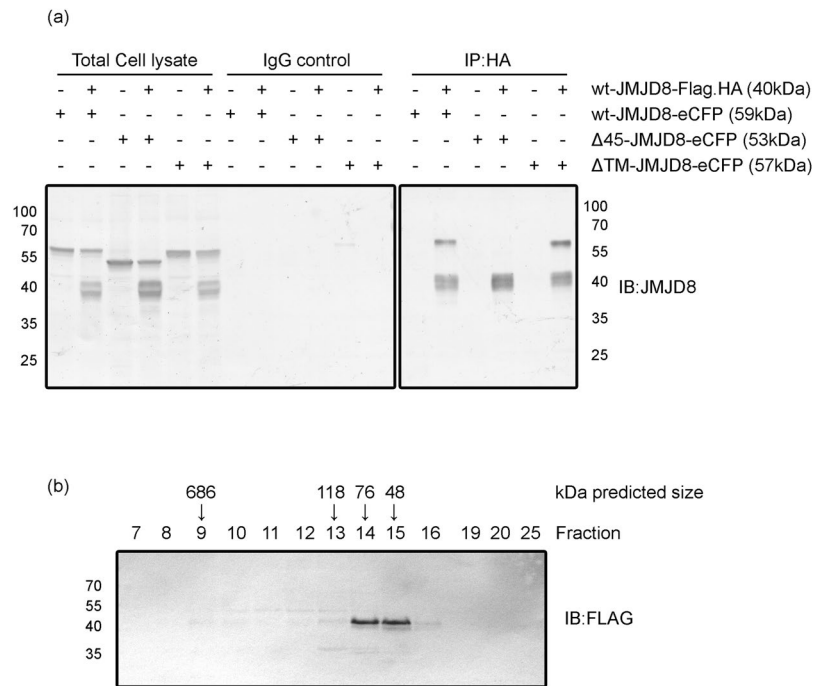 (a)
Total Cell lysate IgG control IP:HA
- + - + - + - + - + - + - + - + - + wt-JMJD8-Flag.HA (40kDa)
+ + - - - - + + - - - - + + - - - - wt-JMJD8-eCFP (59kDa)
- - + + - - - - + + - - - - + + - - Δ45-JMJD8-eCFP (53kDa)
- - - - + + - - - - + + - - - - + + ΔTM-JMJD8-eCFP (57kDa)
100 100
70 70
55 55
40 40 IB:JMJD8
35 35
25 25
(b)
686 118 76 48 kDa predicted size
↓ ↓ ↓ ↓
7 8 9 10 11 12 13 14 15 16 19 20 25 Fraction
70
55
40 IB:FLAG
35